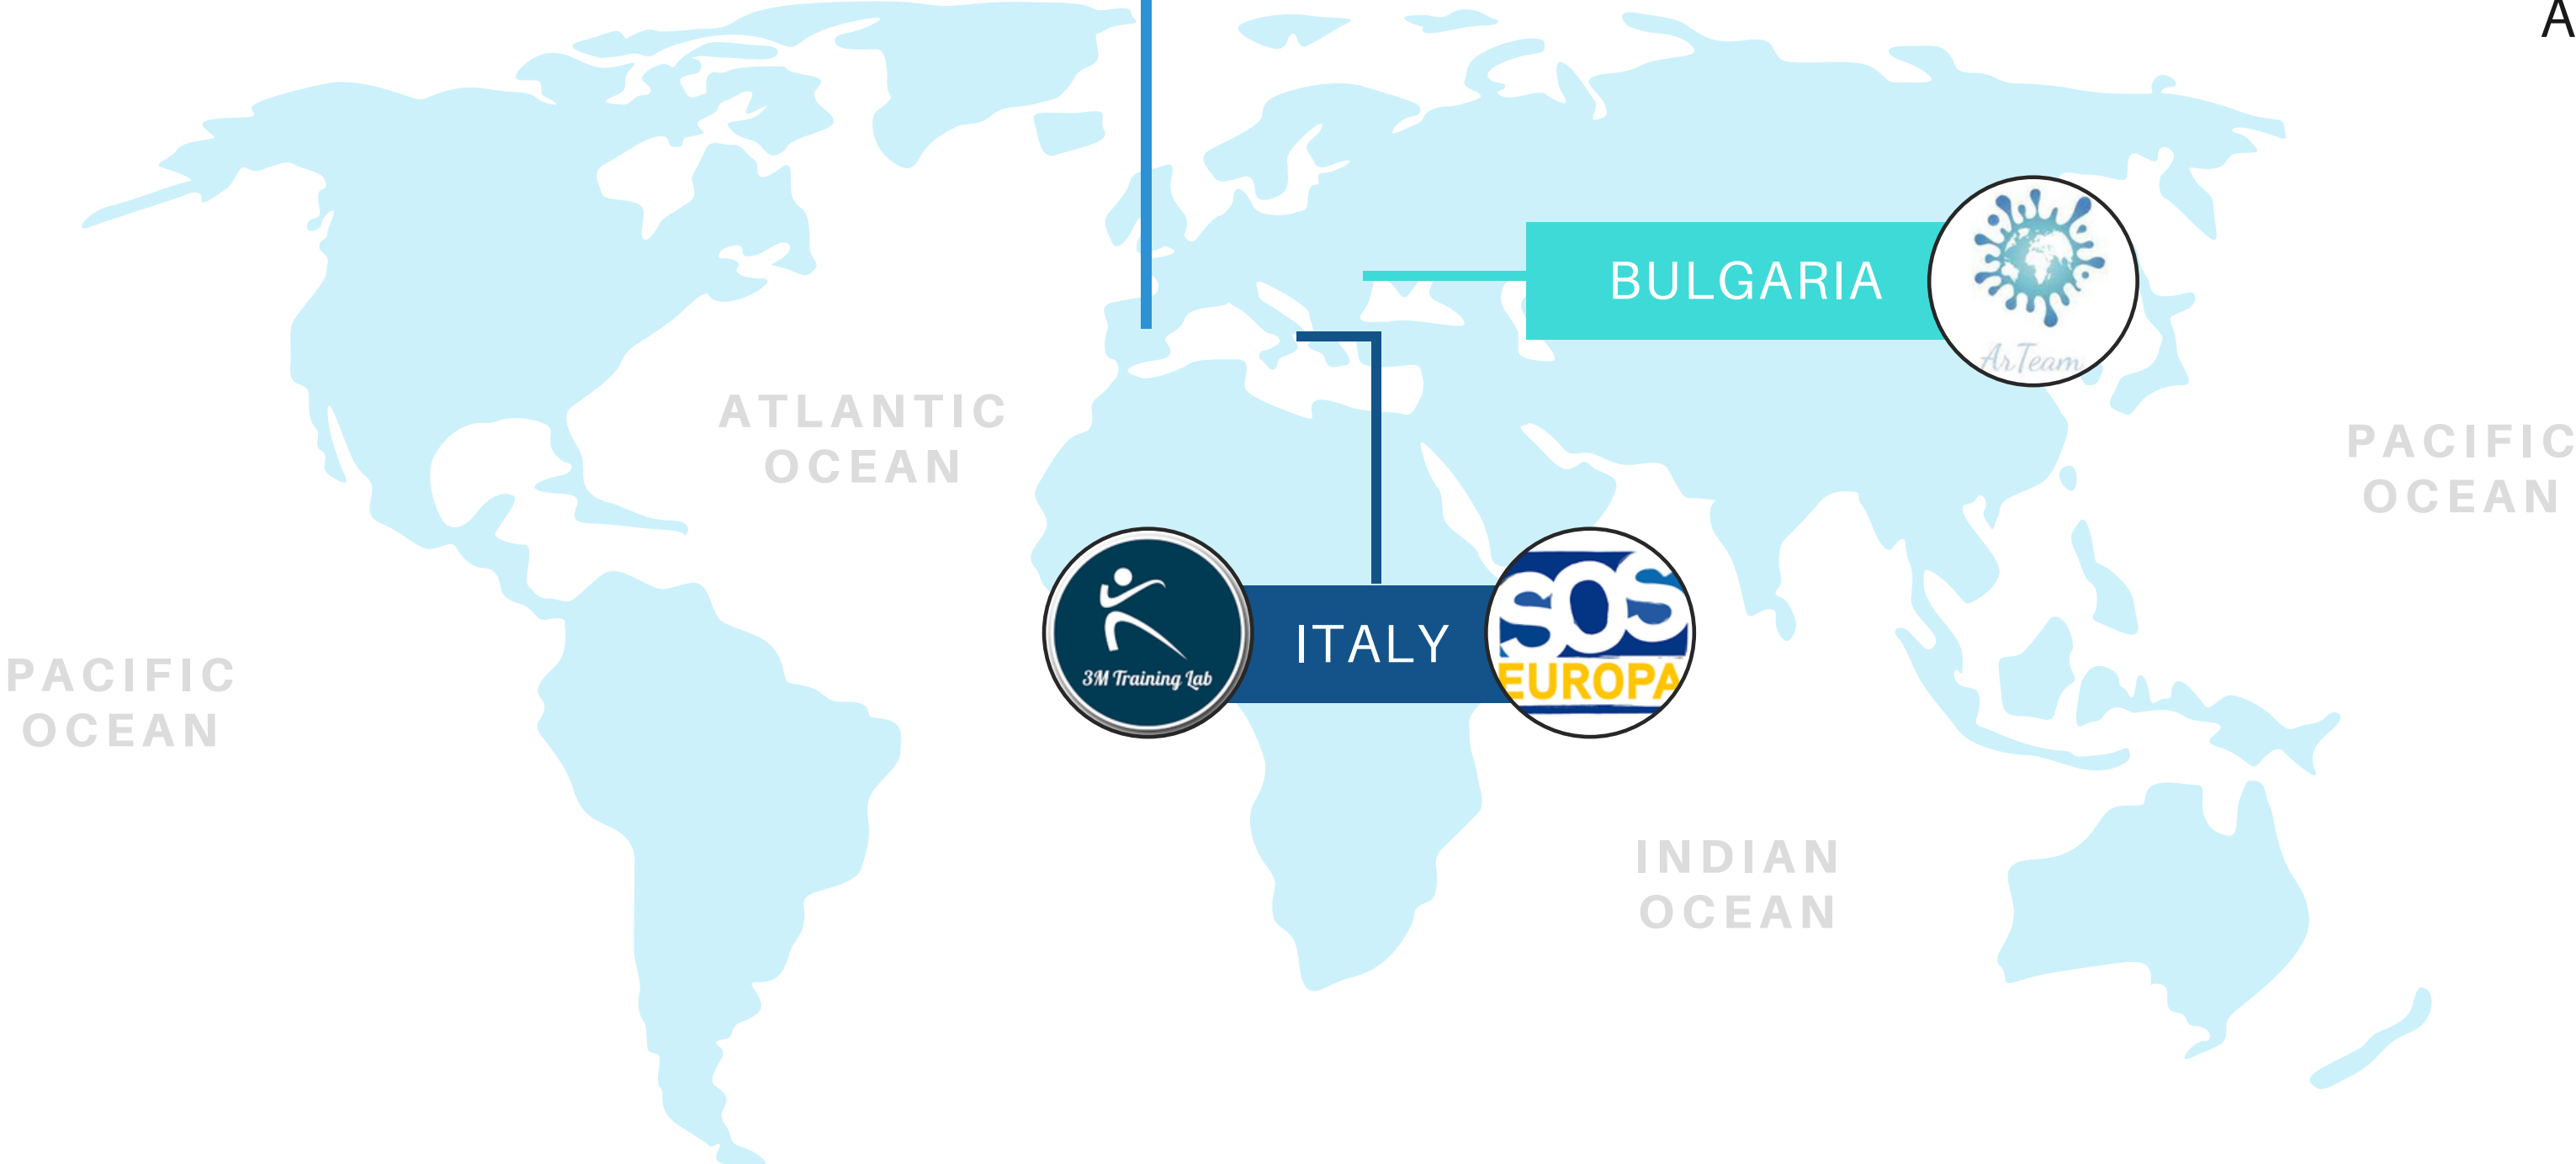 A
BULGARIA
ArTeam
ATLANTIC
OCEAN
PACIFIC
OCEAN
3M Training Lab
ITALY
SOS
EUROPA
PACIFIC
OCEAN
INDIAN
OCEAN